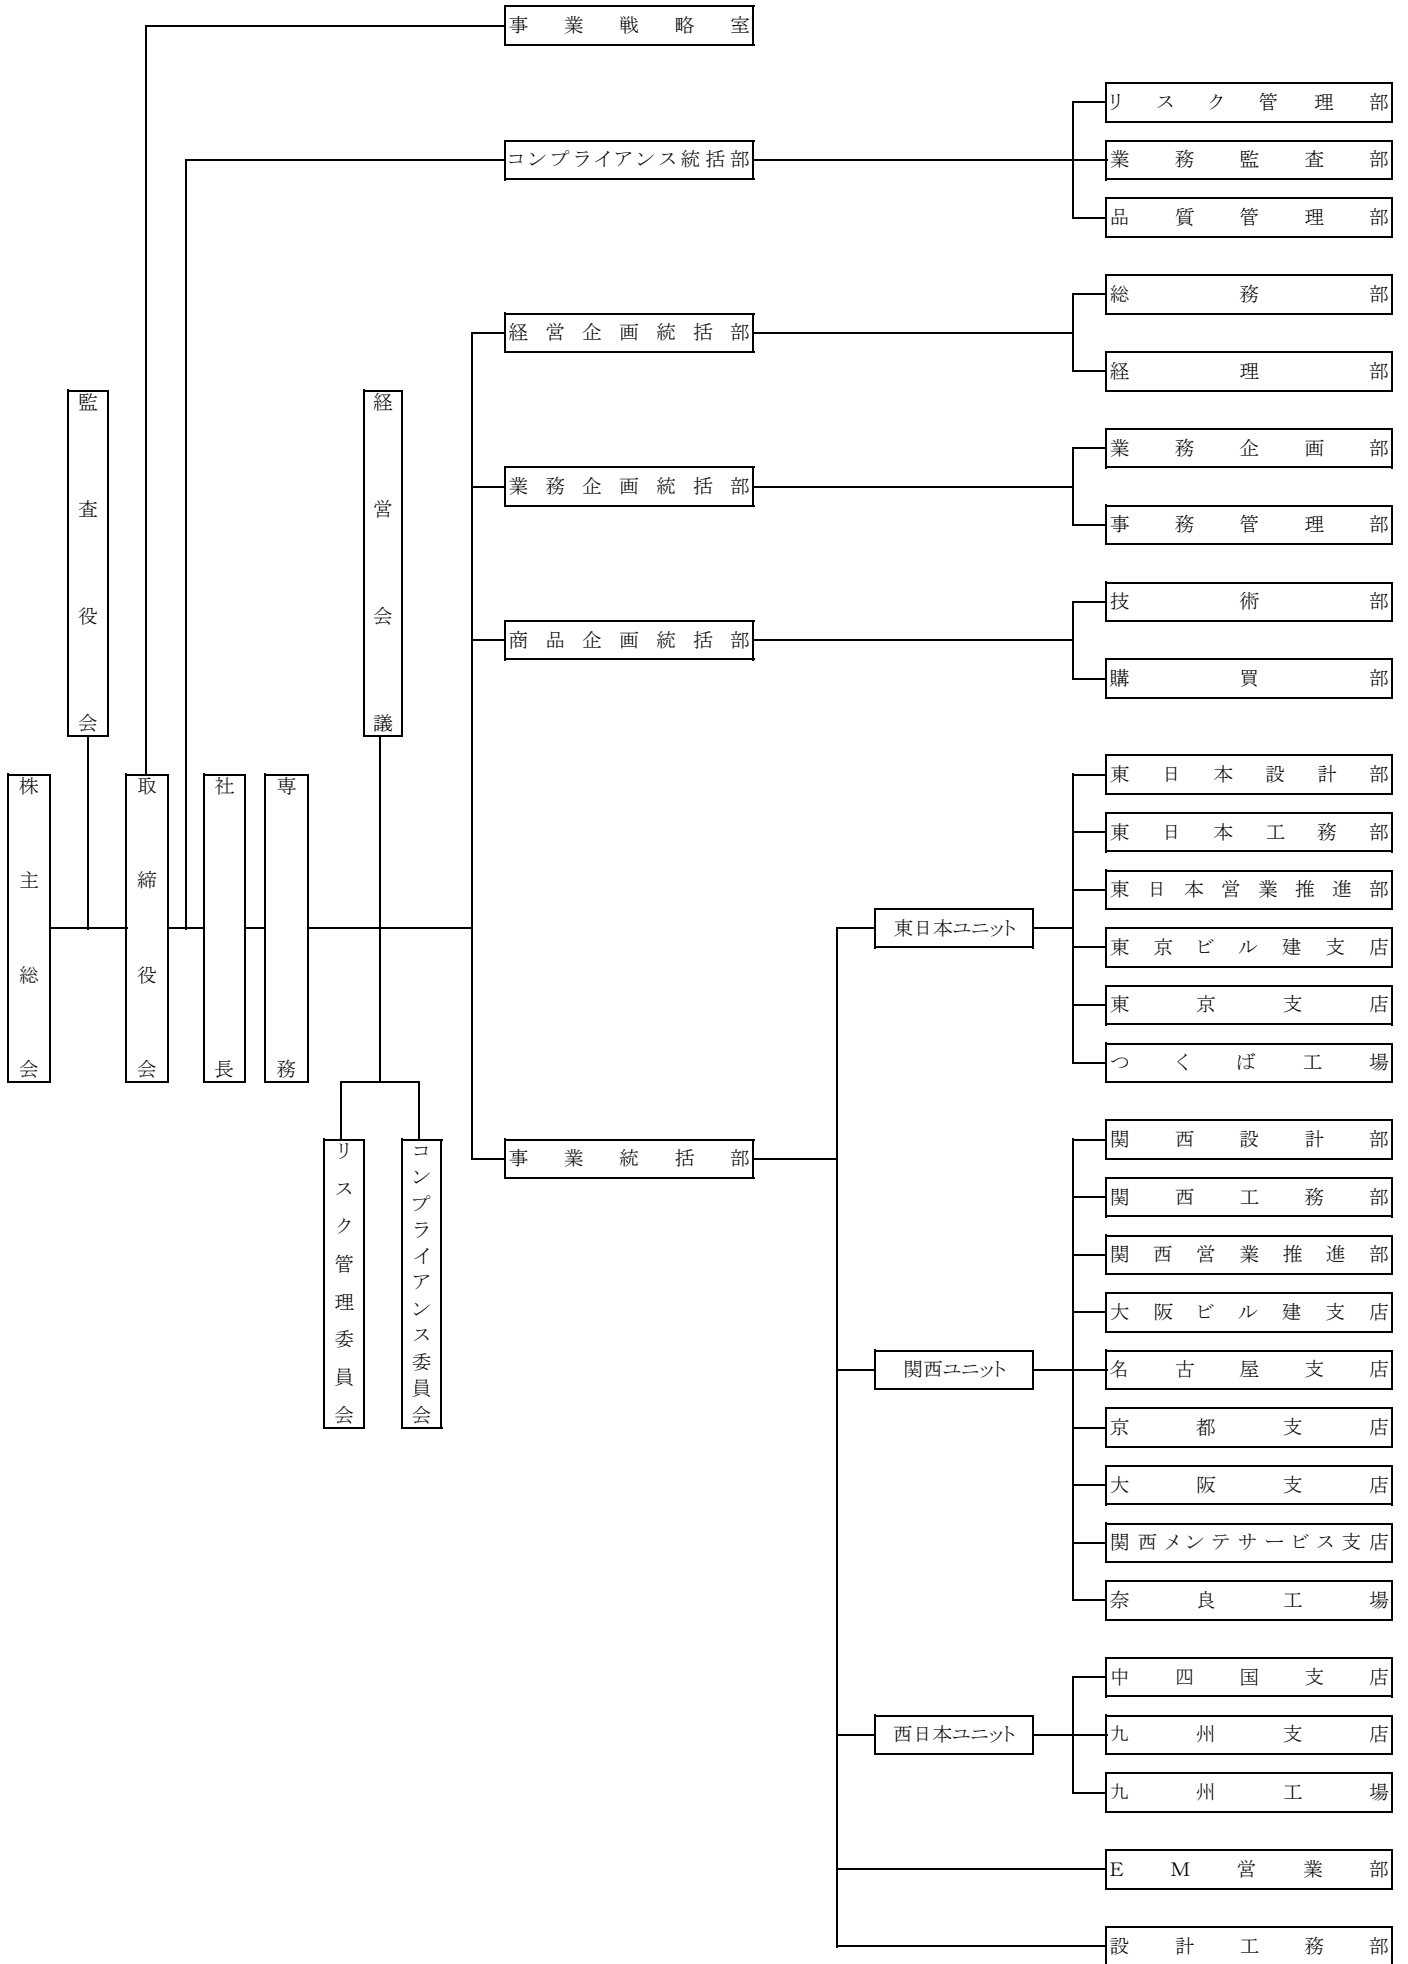 事業戦略室
リスク管理部
コンプライアンス統括部
業務監査部
品質管理部
総務部
経営企画統括部
経理部
監査役会
経営会議
業務企画部
業務企画統括部
事務管理部
技術部
商品企画統括部
購買部
株主総会
取締役会
社長
専務
東日本設計部
東日本工務部
東日本営業推進部
東日本ユニット
東京ビル建支店
東京支店
つくば工場
リスク管理委員会
コンプライアンス委員会
事業統括部
関西設計部
関西工務部
関西営業推進部
大阪ビル建支店
関西ユニット
名古屋支店
京都支店
大阪支店
関西メンテサービス支店
奈良工場
中四国支店
西日本ユニット
九州支店
九州工場
EM営業部
設計工務部